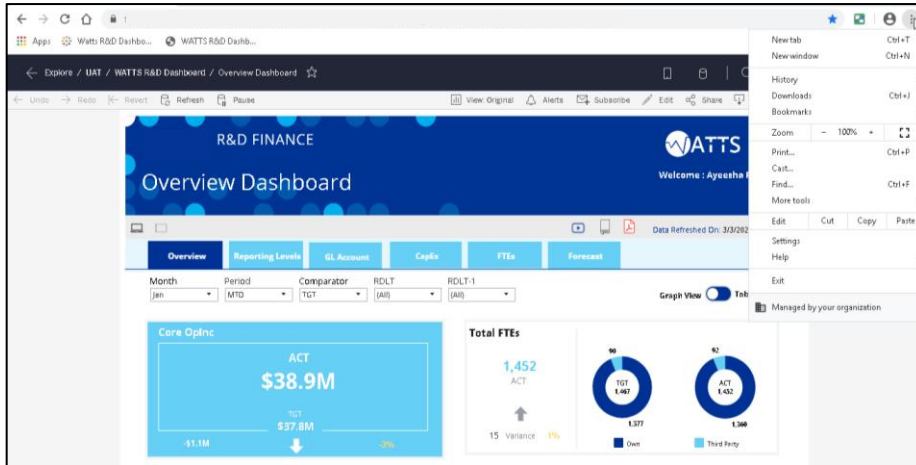 Apps Watts R&D Dashbo... WATTS R&D Dashb...
Explore / UAT / WATTS R&D Dashboard / Overview Dashboard
Undo Redo Revert Refresh Pause View: Original Alerts Subscribe Edit Share
R&D FINANCE
WATTS
Overview Dashboard
Welcome : Ayeesha
Data Refreshed On: 3/3/202
Overview Reporting Levels GL Account CapEx FTEs Forecast
Month Period Comparator RDLT RDLT-1
Jan MTD TGT (All) (All)
Graph View Tab
Core OpInc
ACT
$38.9M
TGT
$37.8M
-$1.1M -3%
Total FTEs
1,452
ACT
15 Variance 1%
90
TGT
1,467
1,377
92
ACT
1,452
1,360
Own Third Party
New tab Ctrl+T
New window Ctrl+N
History
Downloads Ctrl+J
Bookmarks
Zoom - 100% +
Print... Ctrl+P
Cast...
Find... Ctrl+F
More tools
Edit Cut Copy Paste
Settings
Help
Exit
Managed by your organization